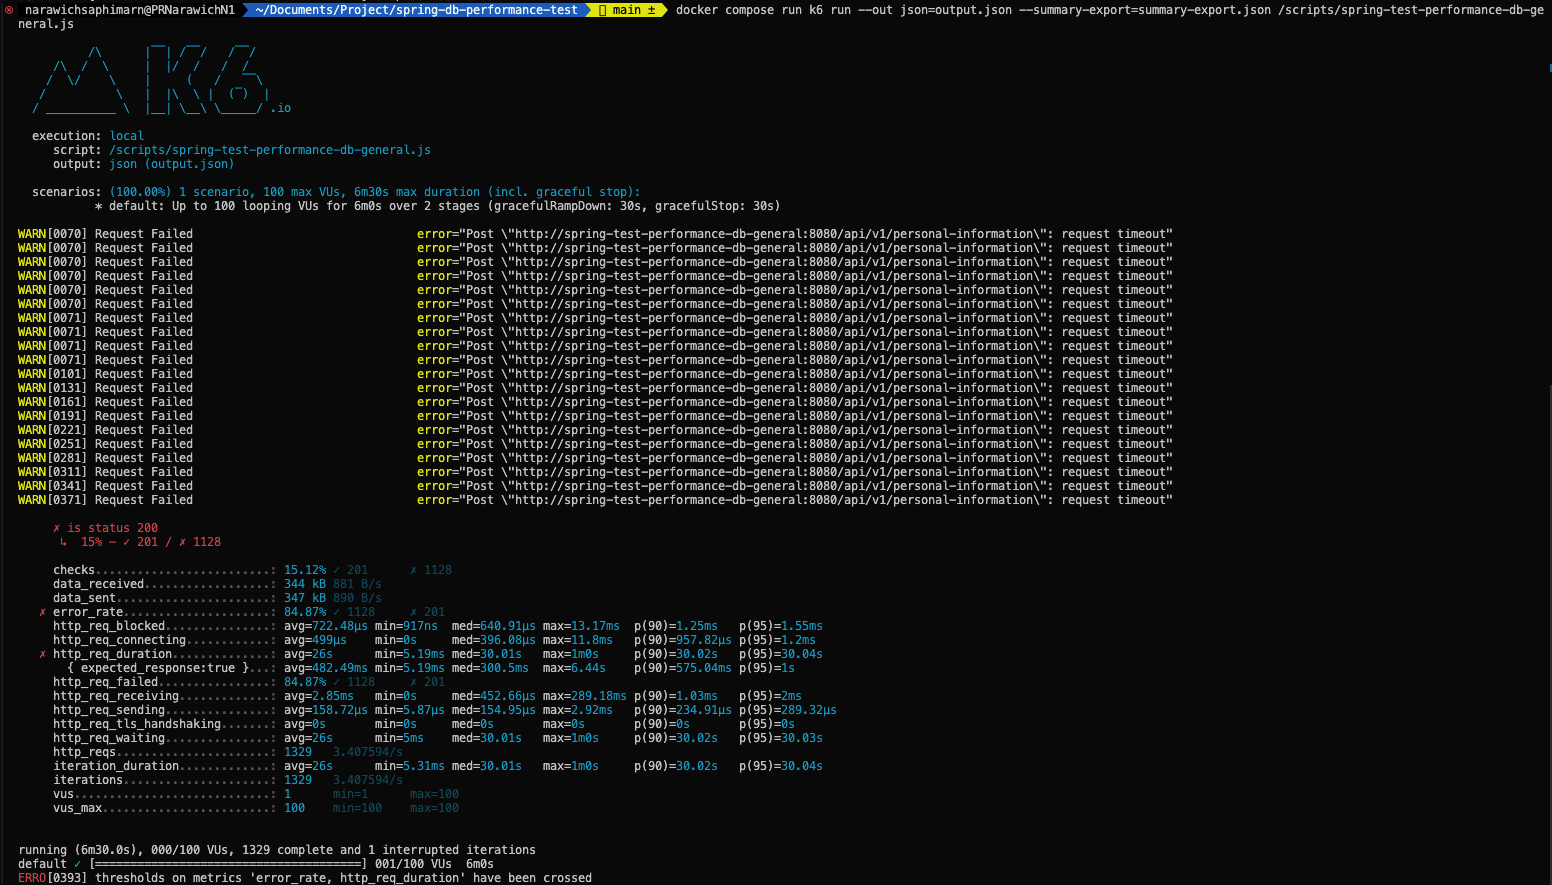 narawichsaphimarn@PRNarawichN1 ~/Documents/Project/spring-db-performance-test main ± docker compose run k6 run --out json=output.json --summary-export=summary-export.json /scripts/spring-test-performance-db-ge
neral.js
K6
.io
execution: local
script: /scripts/spring-test-performance-db-general.js
output: json (output.json)
scenarios: (100.00%) 1 scenario, 100 max VUs, 6m30s max duration (incl. graceful stop):
* default: Up to 100 looping VUs for 6m0s over 2 stages (gracefulRampDown: 30s, gracefulStop: 30s)
WARN[0070] Request Failed error="Post \"http://spring-test-performance-db-general:8080/api/v1/personal-information\": request timeout"
WARN[0070] Request Failed error="Post \"http://spring-test-performance-db-general:8080/api/v1/personal-information\": request timeout"
WARN[0070] Request Failed error="Post \"http://spring-test-performance-db-general:8080/api/v1/personal-information\": request timeout"
WARN[0070] Request Failed error="Post \"http://spring-test-performance-db-general:8080/api/v1/personal-information\": request timeout"
WARN[0070] Request Failed error="Post \"http://spring-test-performance-db-general:8080/api/v1/personal-information\": request timeout"
WARN[0070] Request Failed error="Post \"http://spring-test-performance-db-general:8080/api/v1/personal-information\": request timeout"
WARN[0071] Request Failed error="Post \"http://spring-test-performance-db-general:8080/api/v1/personal-information\": request timeout"
WARN[0071] Request Failed error="Post \"http://spring-test-performance-db-general:8080/api/v1/personal-information\": request timeout"
WARN[0071] Request Failed error="Post \"http://spring-test-performance-db-general:8080/api/v1/personal-information\": request timeout"
WARN[0071] Request Failed error="Post \"http://spring-test-performance-db-general:8080/api/v1/personal-information\": request timeout"
WARN[0101] Request Failed error="Post \"http://spring-test-performance-db-general:8080/api/v1/personal-information\": request timeout"
WARN[0131] Request Failed error="Post \"http://spring-test-performance-db-general:8080/api/v1/personal-information\": request timeout"
WARN[0161] Request Failed error="Post \"http://spring-test-performance-db-general:8080/api/v1/personal-information\": request timeout"
WARN[0191] Request Failed error="Post \"http://spring-test-performance-db-general:8080/api/v1/personal-information\": request timeout"
WARN[0221] Request Failed error="Post \"http://spring-test-performance-db-general:8080/api/v1/personal-information\": request timeout"
WARN[0251] Request Failed error="Post \"http://spring-test-performance-db-general:8080/api/v1/personal-information\": request timeout"
WARN[0281] Request Failed error="Post \"http://spring-test-performance-db-general:8080/api/v1/personal-information\": request timeout"
WARN[0311] Request Failed error="Post \"http://spring-test-performance-db-general:8080/api/v1/personal-information\": request timeout"
WARN[0341] Request Failed error="Post \"http://spring-test-performance-db-general:8080/api/v1/personal-information\": request timeout"
WARN[0371] Request Failed error="Post \"http://spring-test-performance-db-general:8080/api/v1/personal-information\": request timeout"
✗ is status 200
↳ 15% — ✓ 201 / ✗ 1128
checks.........................: 15.12% ✓ 201 ✗ 1128
data_received..................: 344 kB 881 B/s
data_sent......................: 347 kB 890 B/s
✗ error_rate.....................: 84.87% ✓ 1128 ✗ 201
http_req_blocked...............: avg=722.48µs min=917ns med=640.91µs max=13.17ms p(90)=1.25ms p(95)=1.55ms
http_req_connecting............: avg=499µs min=0s med=396.08µs max=11.8ms p(90)=957.82µs p(95)=1.2ms
✗ http_req_duration..............: avg=26s min=5.19ms med=30.01s max=1m0s p(90)=30.02s p(95)=30.04s
{ expected_response:true }...: avg=482.49ms min=5.19ms med=300.5ms max=6.44s p(90)=575.04ms p(95)=1s
http_req_failed................: 84.87% ✓ 1128 ✗ 201
http_req_receiving.............: avg=2.85ms min=0s med=452.66µs max=289.18ms p(90)=1.03ms p(95)=2ms
http_req_sending...............: avg=158.72µs min=5.87µs med=154.95µs max=2.92ms p(90)=234.91µs p(95)=289.32µs
http_req_tls_handshaking.......: avg=0s min=0s med=0s max=0s p(90)=0s p(95)=0s
http_req_waiting...............: avg=26s min=5ms med=30.01s max=1m0s p(90)=30.02s p(95)=30.03s
http_reqs......................: 1329 3.407594/s
iteration_duration.............: avg=26s min=5.31ms med=30.01s max=1m0s p(90)=30.02s p(95)=30.04s
iterations.....................: 1329 3.407594/s
vus............................: 1 min=1 max=100
vus_max........................: 100 min=100 max=100
running (6m30.0s), 000/100 VUs, 1329 complete and 1 interrupted iterations
default ✓ [======================================] 001/100 VUs 6m0s
ERRO[0393] thresholds on metrics 'error_rate, http_req_duration' have been crossed